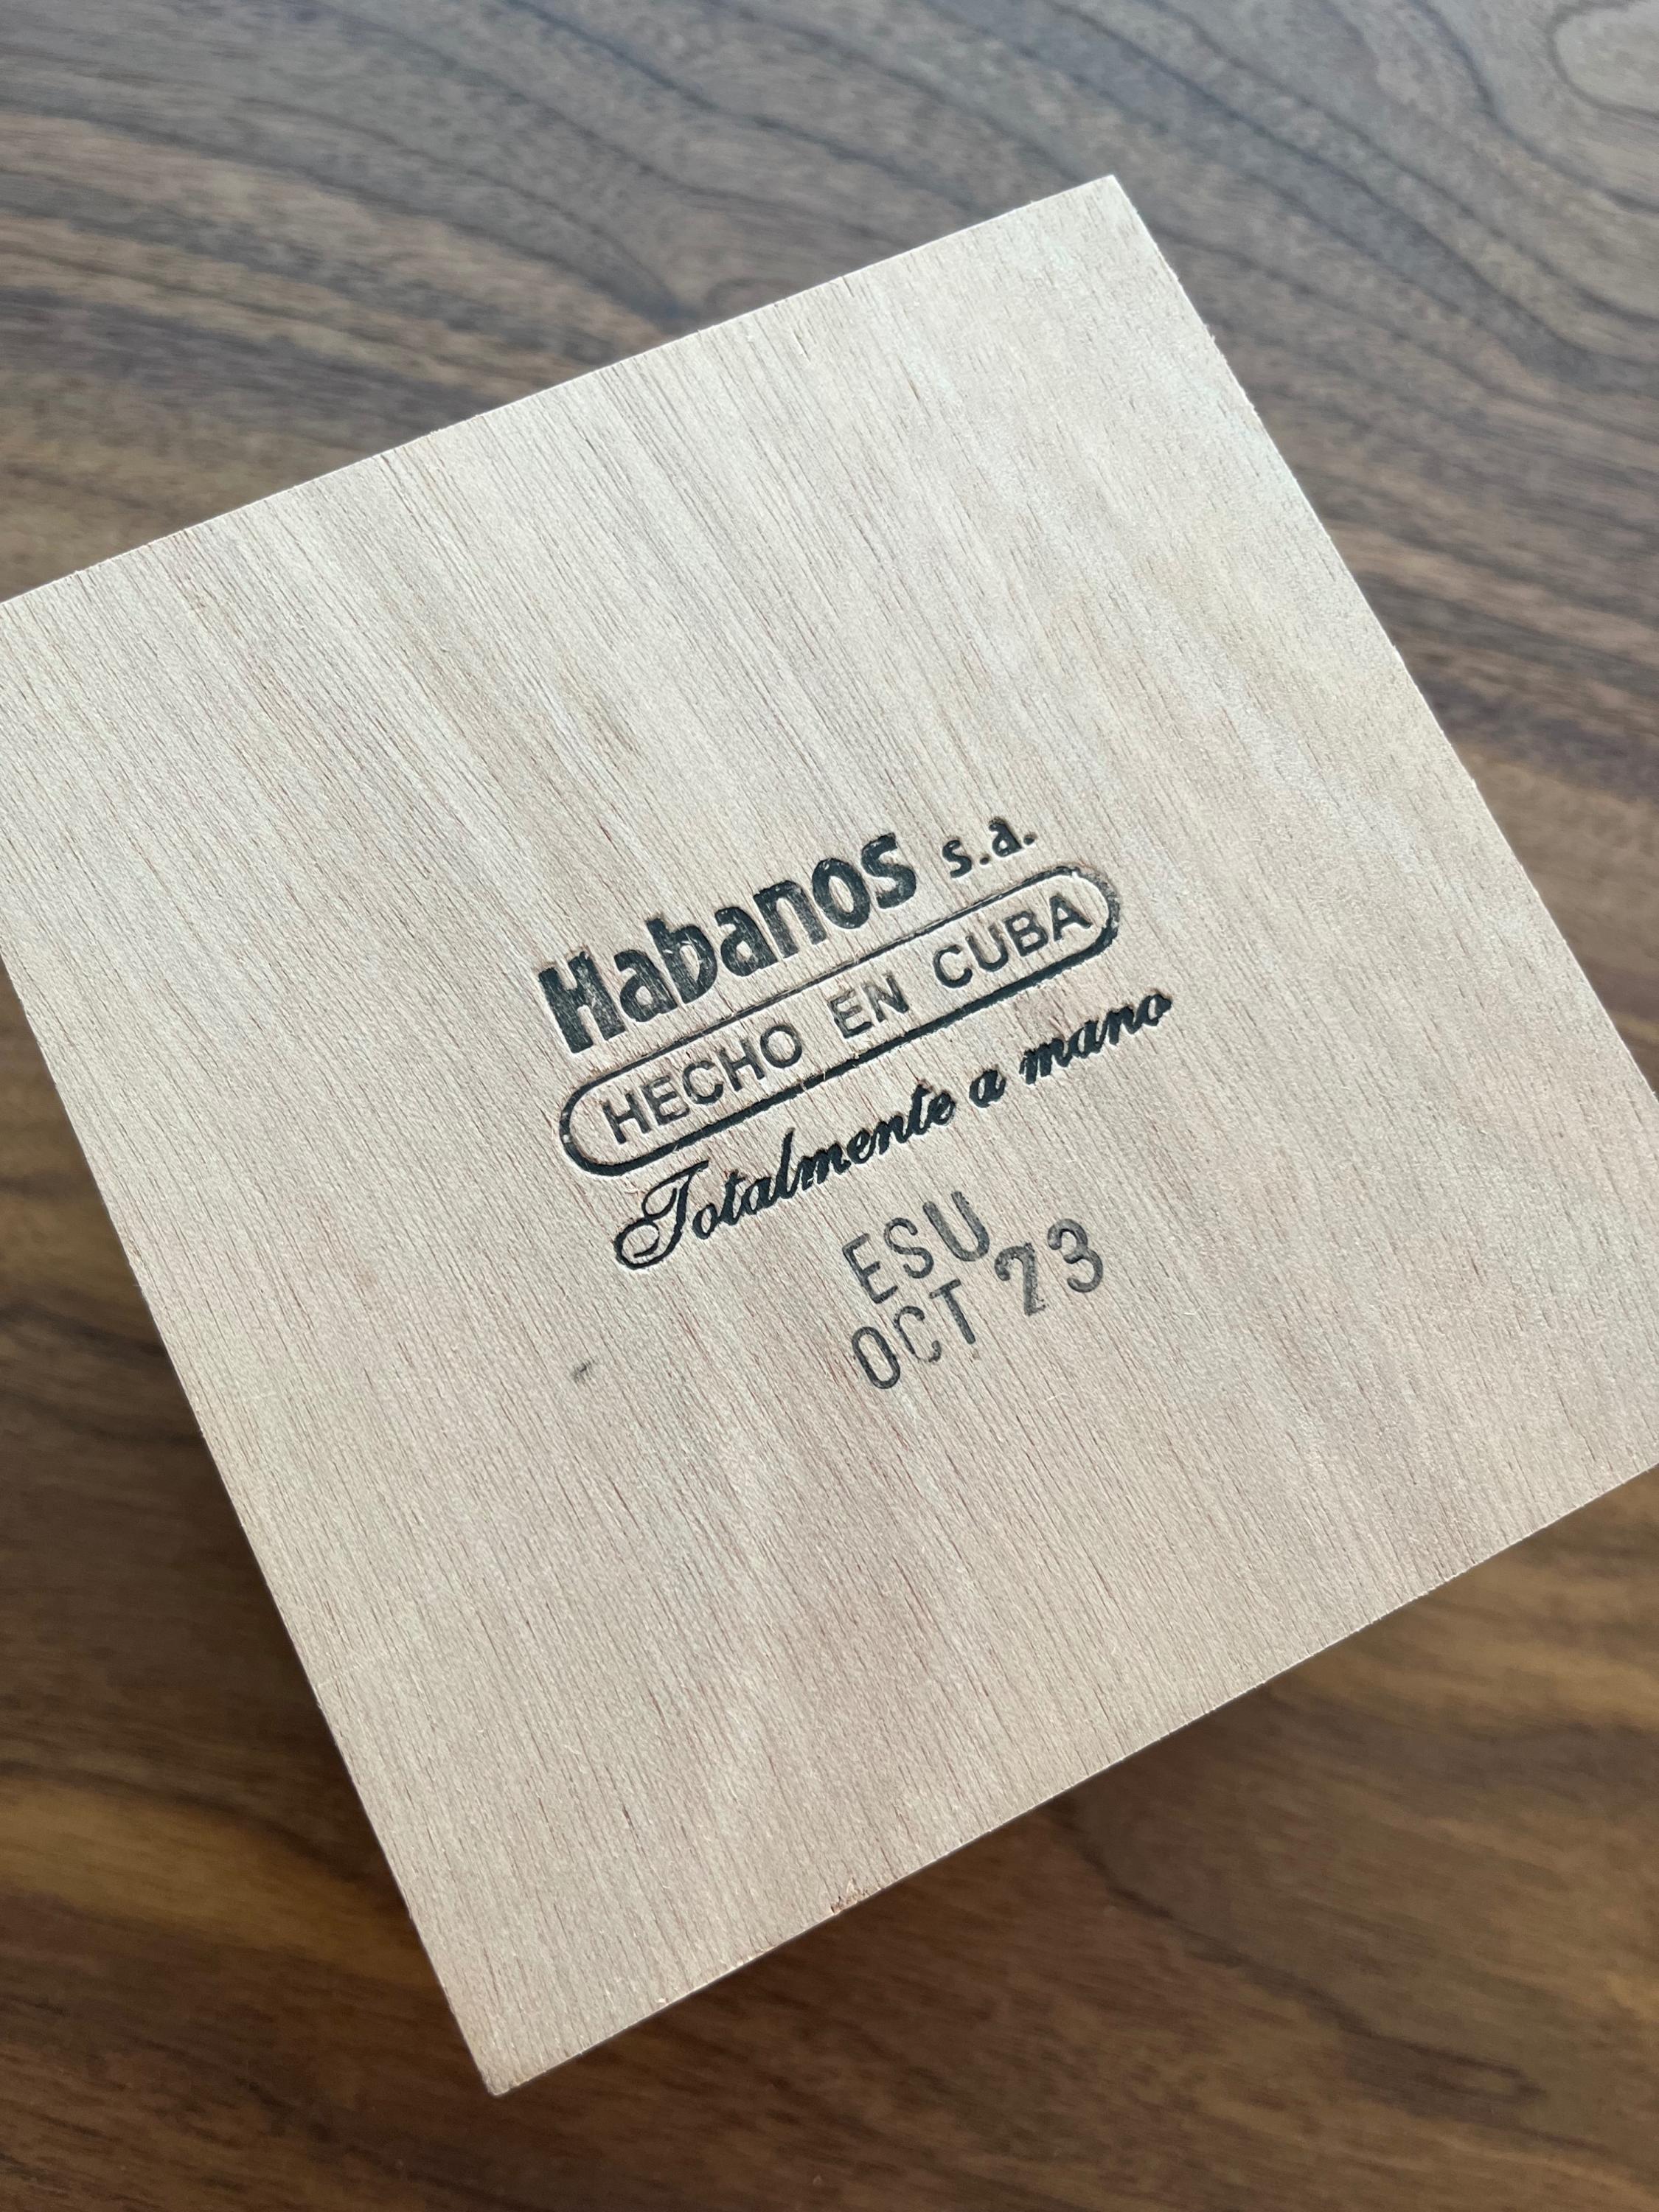 Habanos s.a.
HECHO EN CUBA
Totalmente a mano
ESU
OCT 23